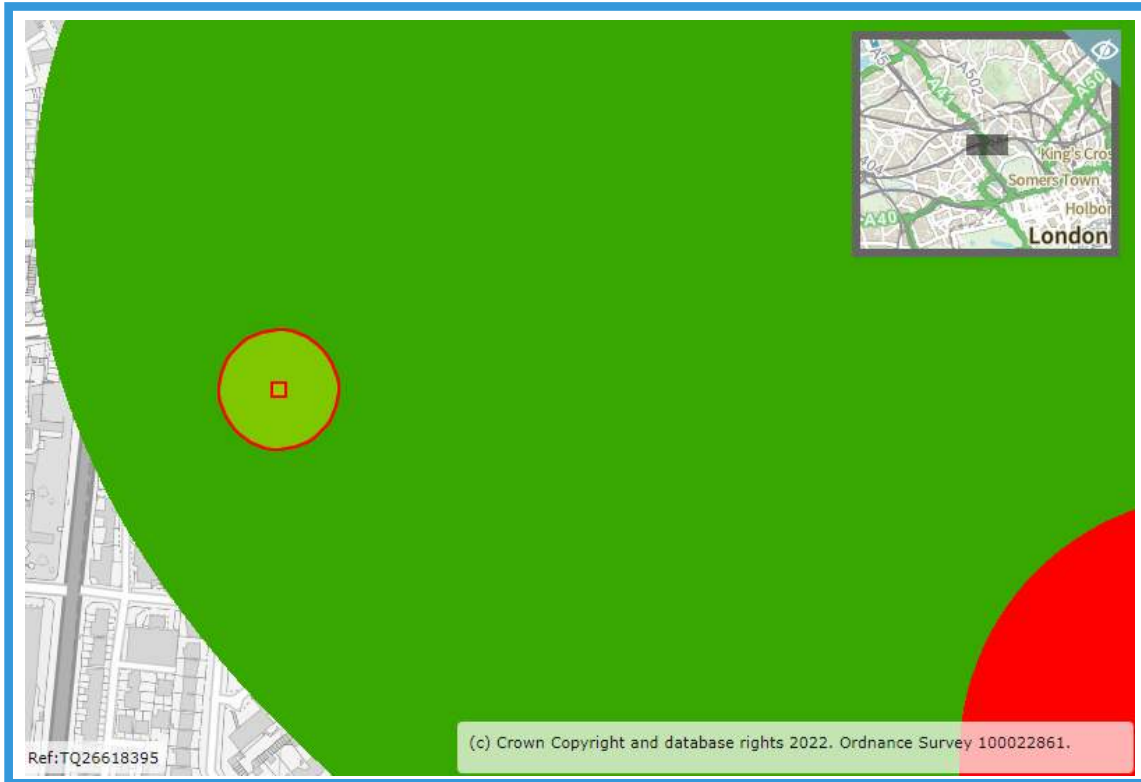 A5
A502
A41
A50
King's Cros
Somers Town
404
Holbor
A40
London
Ref:TQ26618395
(c) Crown Copyright and database rights 2022. Ordnance Survey 100022861.